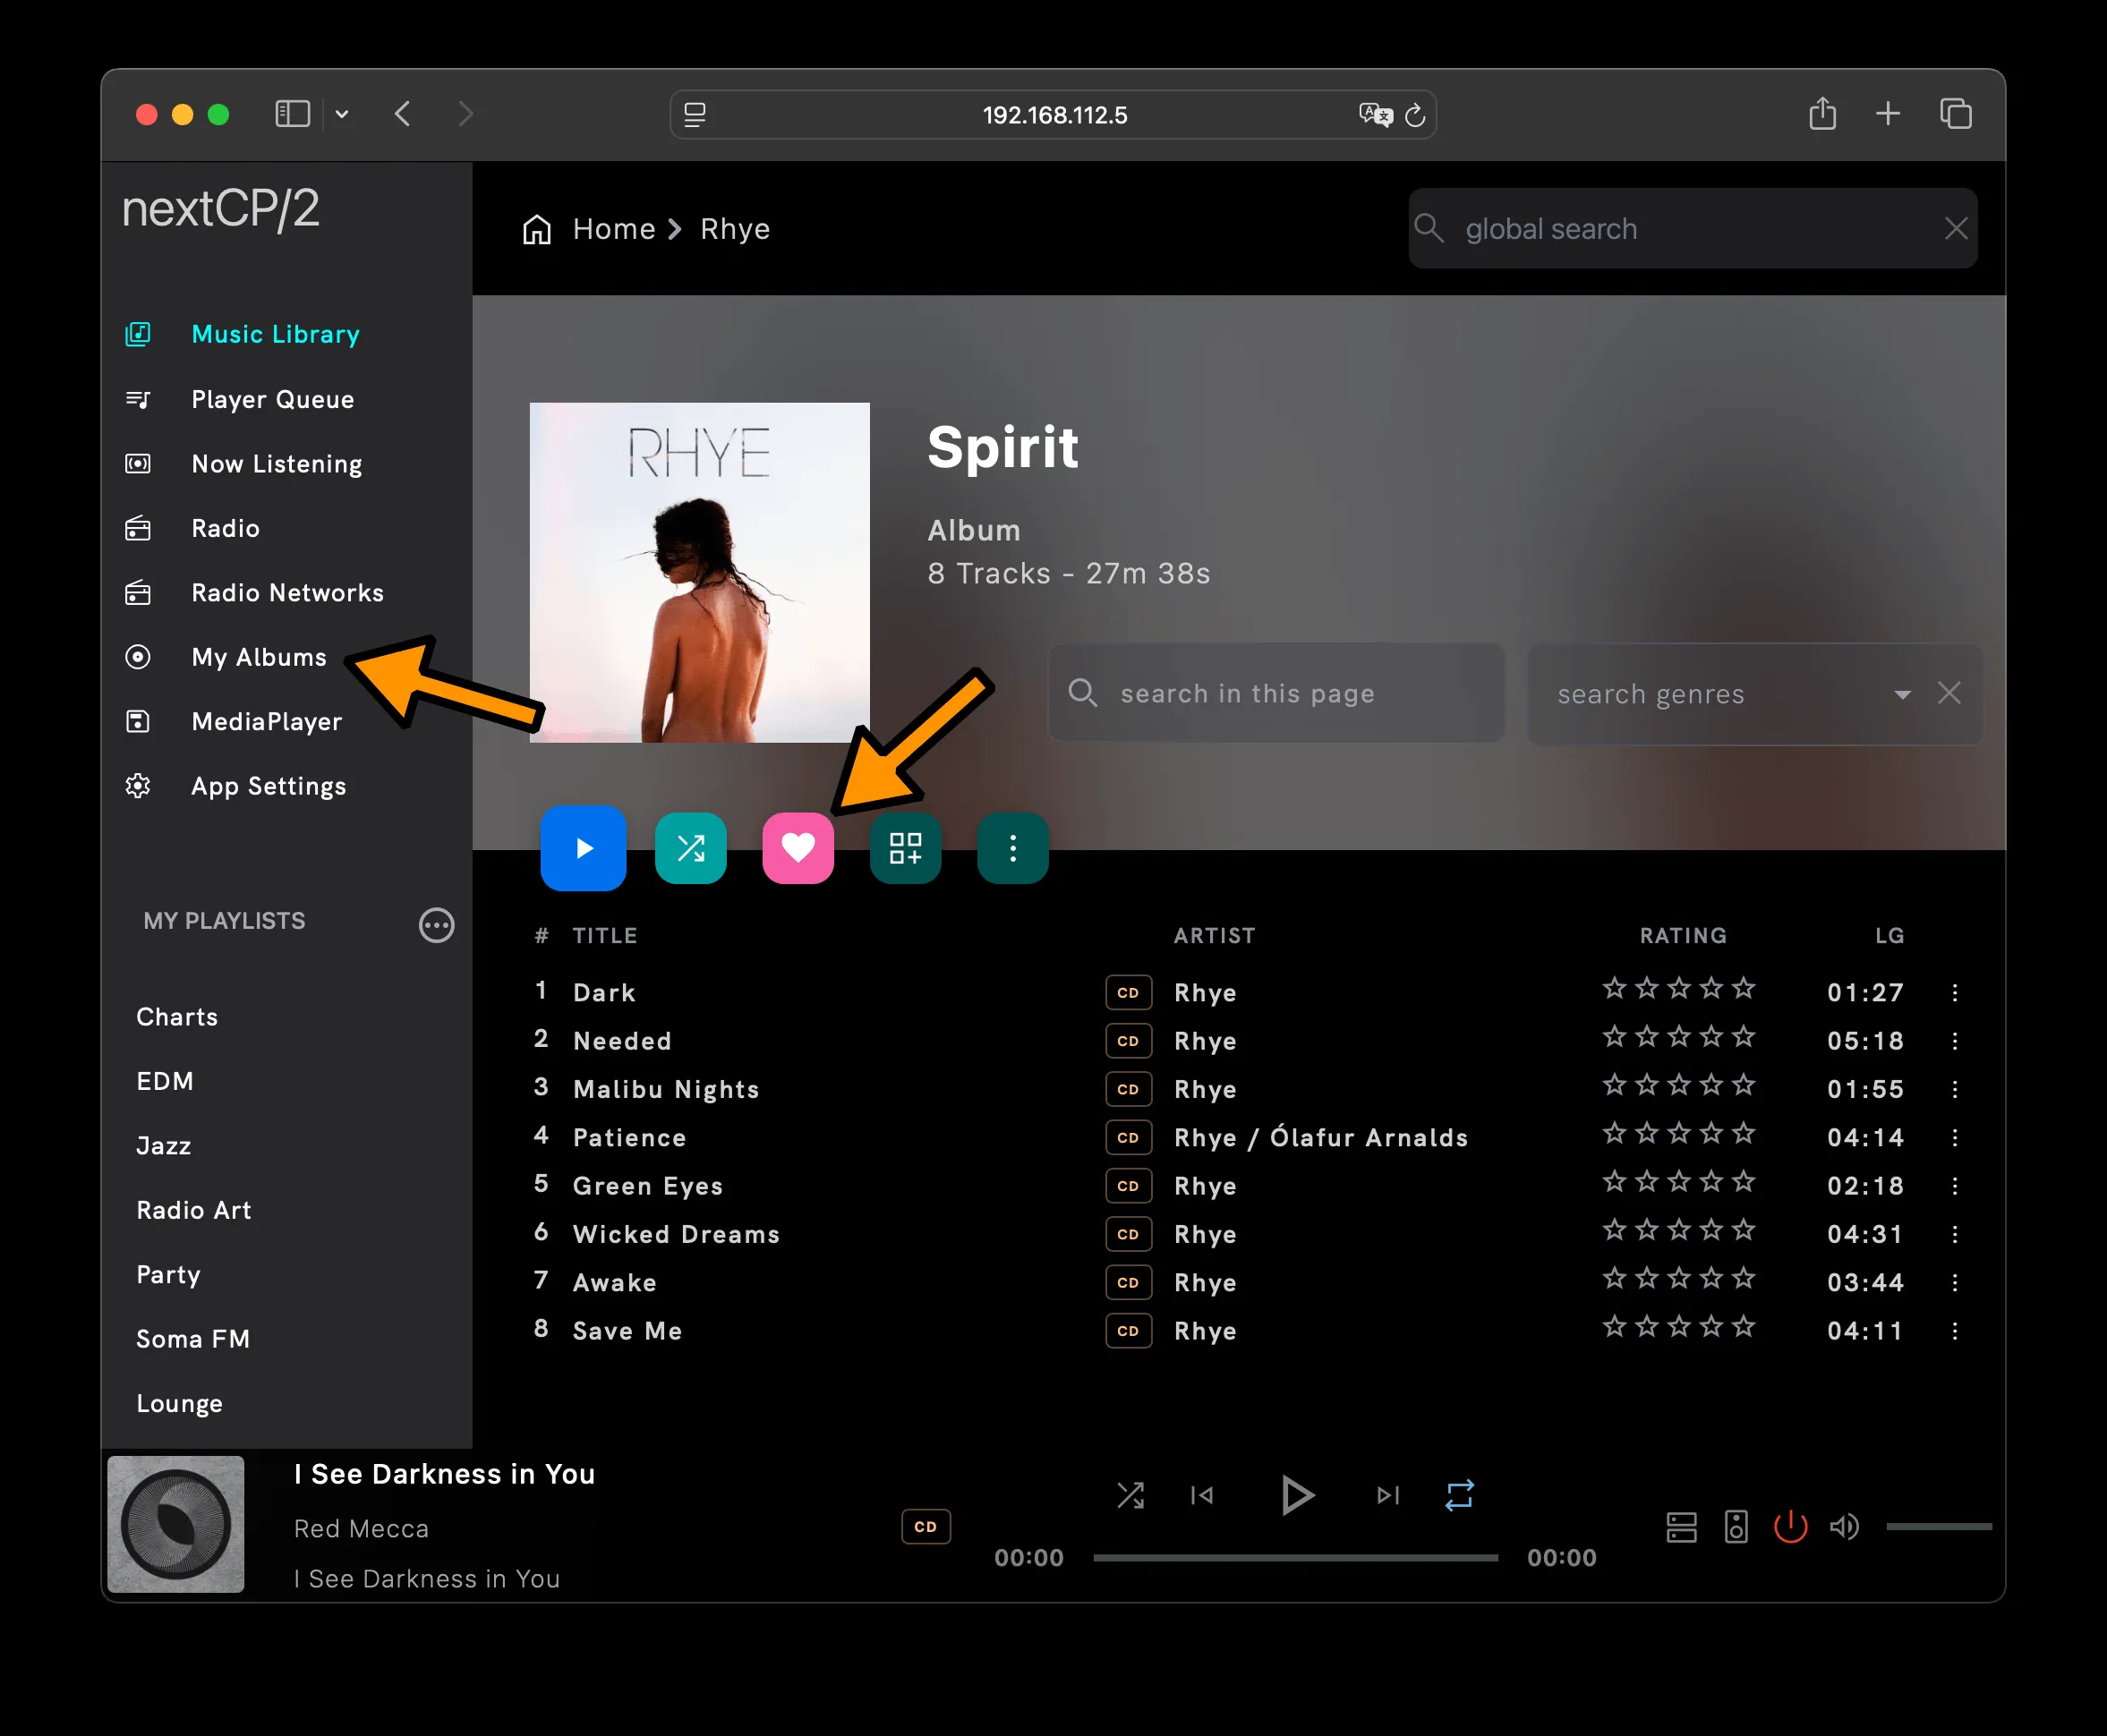 192.168.112.5
nextCP/2
Home Rhye
global search
Music Library
Player Queue
Now Listening
Radio
Radio Networks
My Albums
MediaPlayer
App Settings
MY PLAYLISTS
Charts
EDM
Jazz
Radio Art
Party
Soma FM
Lounge
RHYE
Spirit
Album
8 Tracks - 27m 38s
search in this page
search genres
# TITLE ARTIST RATING LG
1 Dark CD Rhye 01:27
2 Needed CD Rhye 05:18
3 Malibu Nights CD Rhye 01:55
4 Patience CD Rhye / Ólafur Arnalds 04:14
5 Green Eyes CD Rhye 02:18
6 Wicked Dreams CD Rhye 04:31
7 Awake CD Rhye 03:44
8 Save Me CD Rhye 04:11
I See Darkness in You
Red Mecca
I See Darkness in You
CD
00:00 00:00